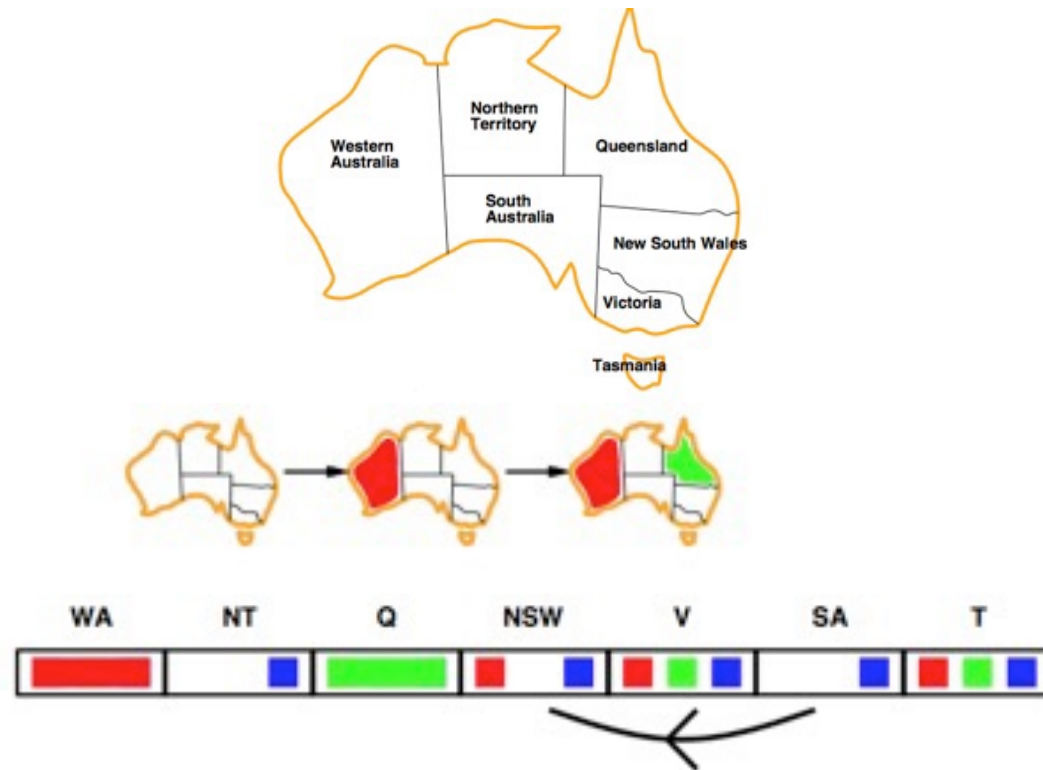 Northern
Territory
Western
Australia
Queensland
South
Australia
New South Wales
Victoria
Tasmania
WA NT Q NSW V SA T